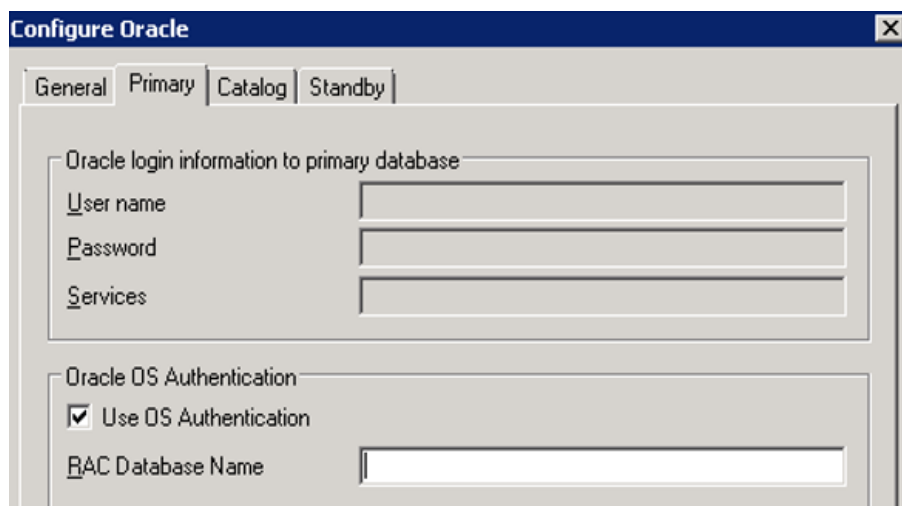 Configure Oracle
General Primary Catalog Standby
Oracle login information to primary database
User name
Password
Services
Oracle OS Authentication
Use OS Authentication
RAC Database Name